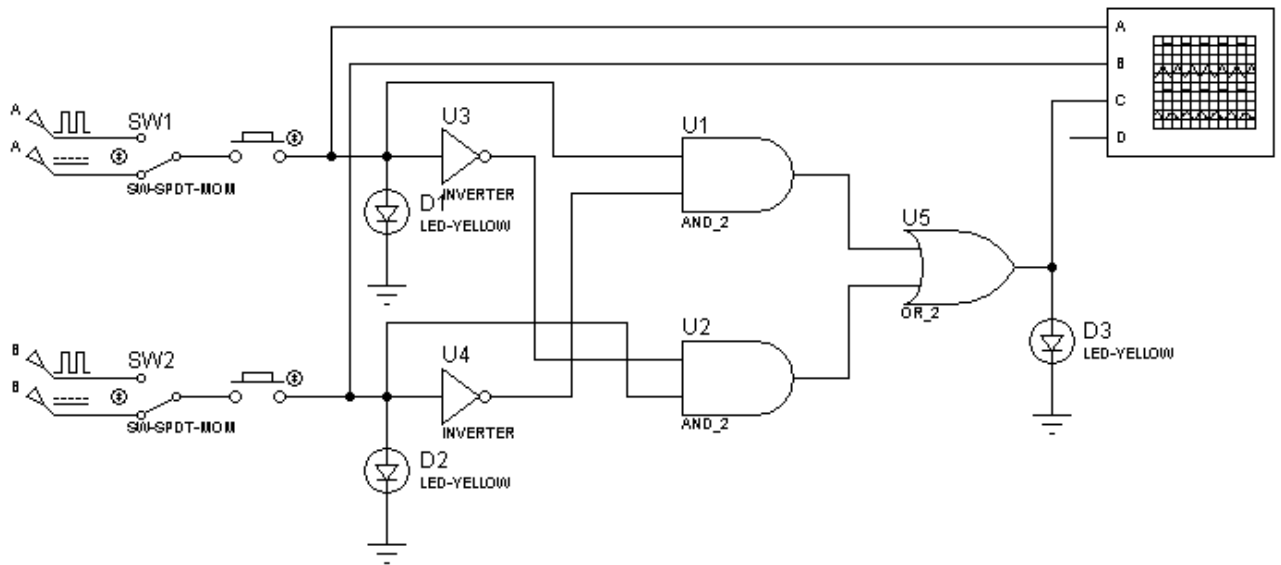 A
B
C
D
A
SW1
A
SW-SPDT-MOM
U3
INVERTER
D1
LED-YELLOW
U1
AND_2
U5
OR_2
B
SW2
B
SW-SPDT-MOM
U4
INVERTER
U2
AND_2
D3
LED-YELLOW
D2
LED-YELLOW